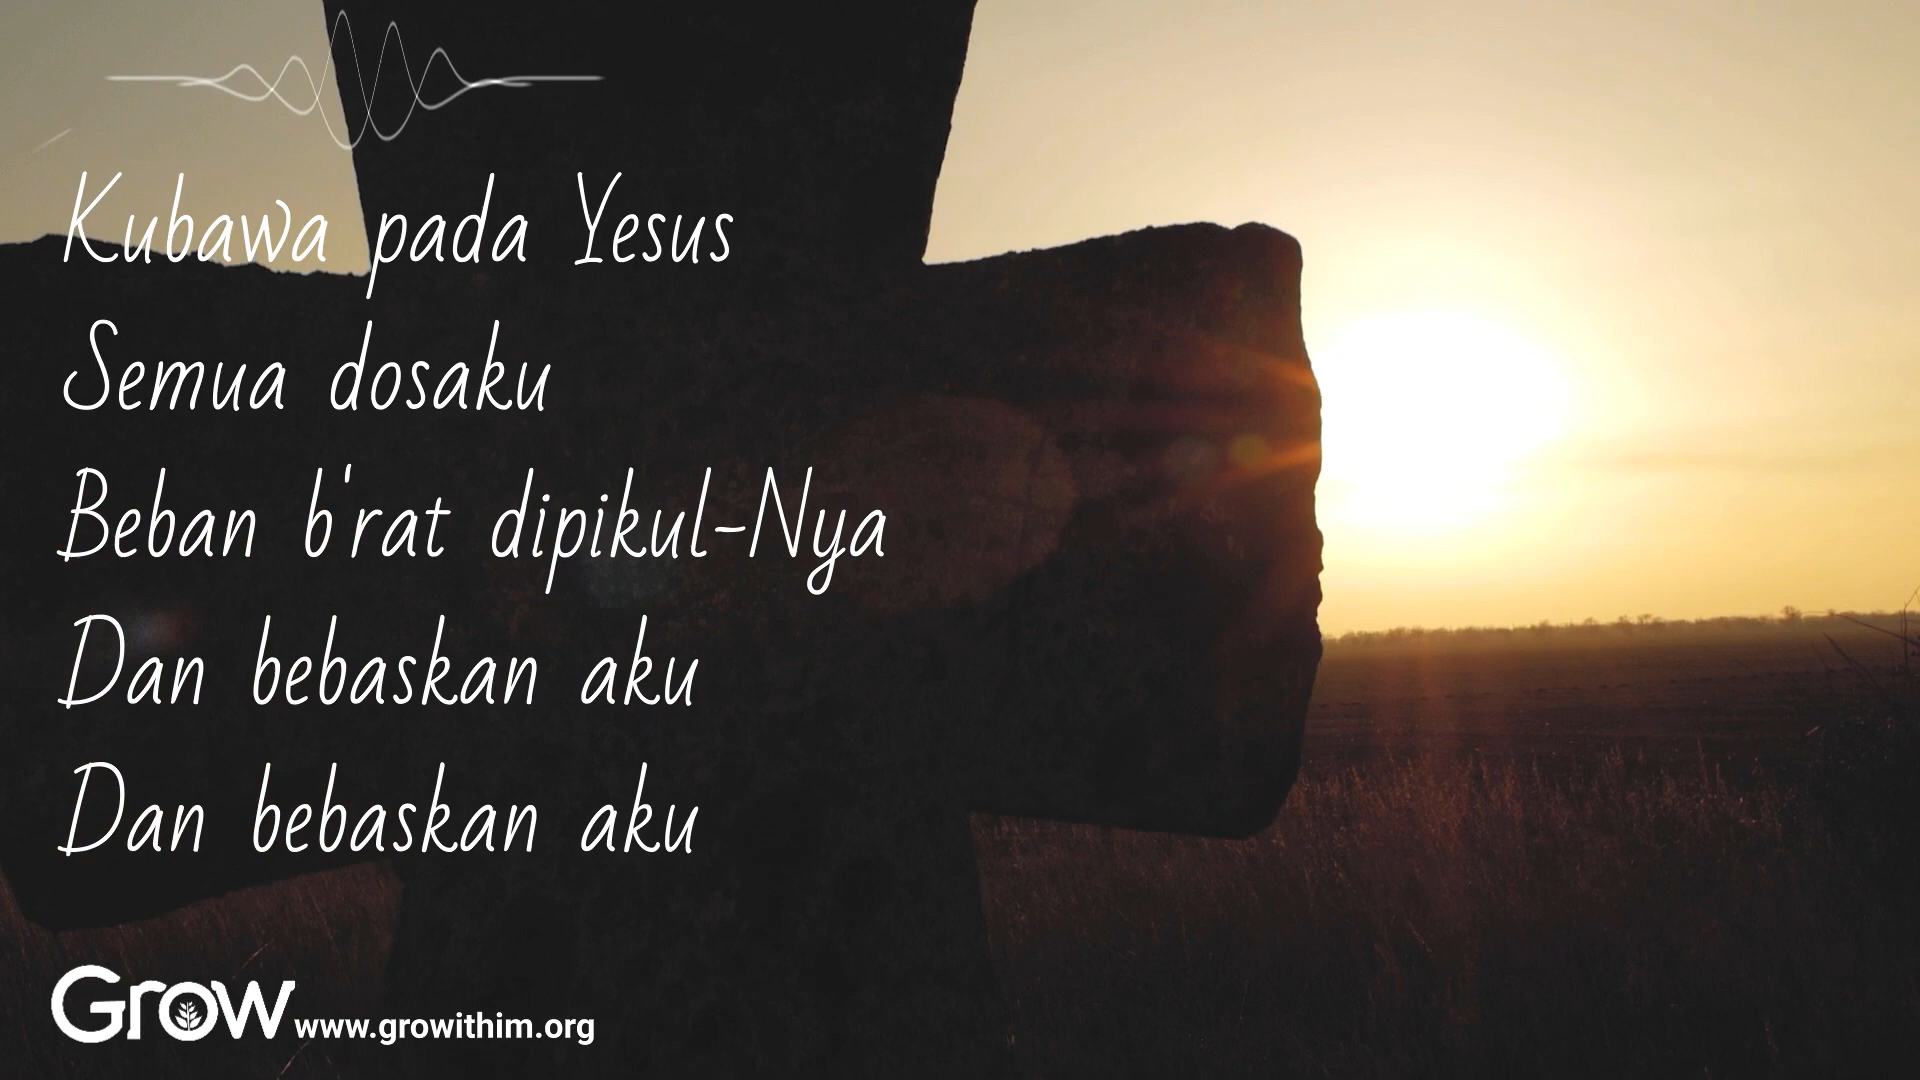 Kubawa pada Yesus
Semua dosaku
Beban b'rat dipikul-Nya
Dan bebaskan aku
Dan bebaskan aku
Grow www.growithim.org